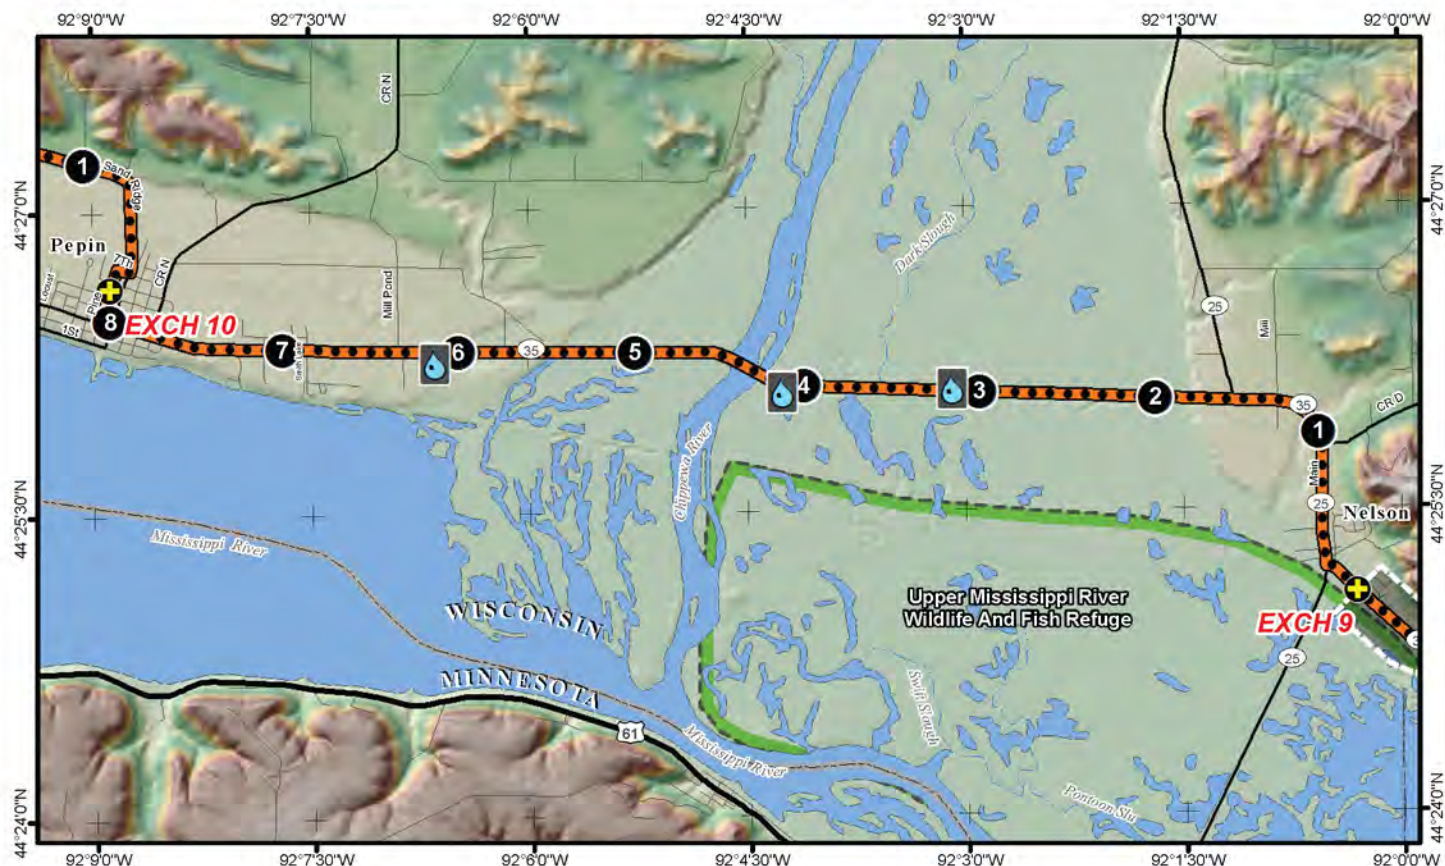 92°9'0"W 92°7'30"W 92°6'0"W 92°4'30"W 92°3'0"W 92°1'30"W 92°0'0"W
CR N
1
Sand
Ridge
44°27'0"N
44°27'0"N
Dark Slough
Pepin
7Th
CR N
Locust
Pine
Mill Pond
25
Mill
8
EXCH 10
1St
7
Smith Lake
6
35
5
4
3
2
35
1
CR D
Chippewa River
Main
44°25'30"N
44°25'30"N
25
Nelson
Mississippi River
Upper Mississippi River
Wildlife And Fish Refuge
EXCH 9
WISCONSIN
MINNESOTA
25
Swift Slough
61
Mississippi River
Pontoon Slu
44°24'0"N
44°24'0"N
92°9'0"W 92°7'30"W 92°6'0"W 92°4'30"W 92°3'0"W 92°1'30"W 92°0'0"W